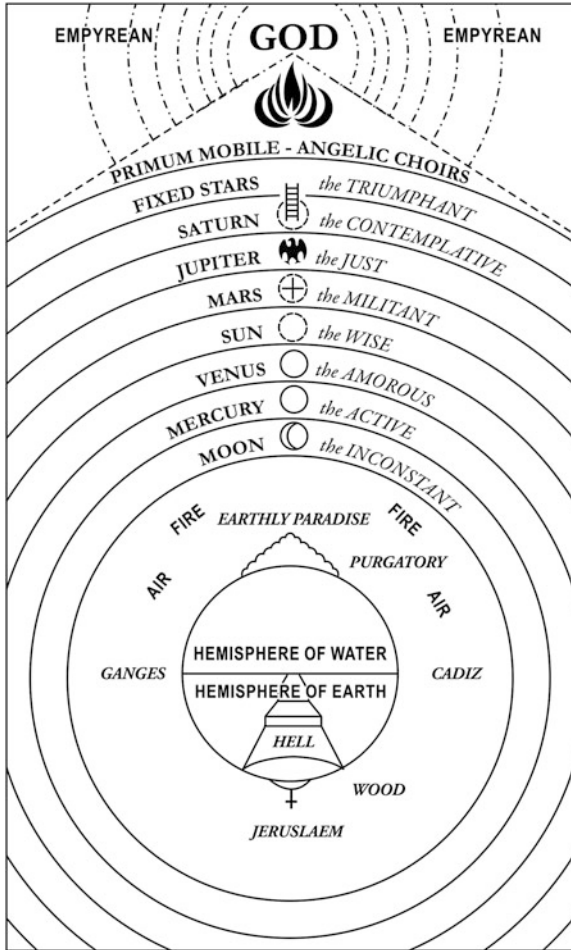 EMPYREAN GOD EMPYREAN
PRIMUM MOBILE - ANGELIC CHOIRS
FIXED STARS the TRIUMPHANT
SATURN the CONTEMPLATIVE
JUPITER the JUST
MARS the MILITANT
SUN the WISE
VENUS the AMOROUS
MERCURY the ACTIVE
MOON the INCONSTANT
EARTHLY PARADISE
FIRE FIRE
PURGATORY
AIR AIR
HEMISPHERE OF WATER
GANGES CADIZ
HEMISPHERE OF EARTH
HELL
WOOD
JERUSLAEM